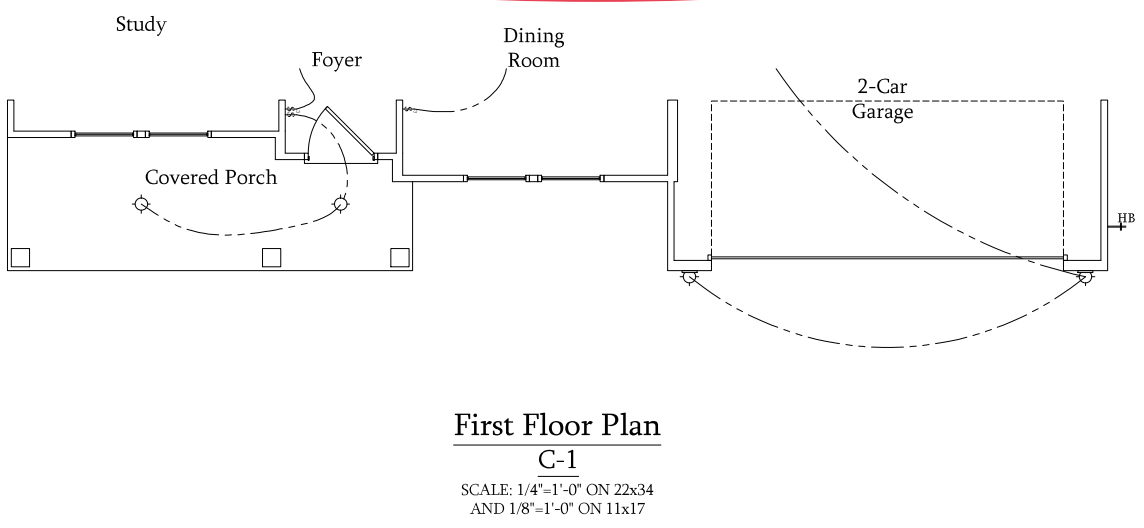 Study
Foyer
Dining
Room
2-Car
Garage
Covered Porch
HB
First Floor Plan
C-1
SCALE: 1/4"=1'-0" ON 22x34
AND 1/8"=1'-0" ON 11x17